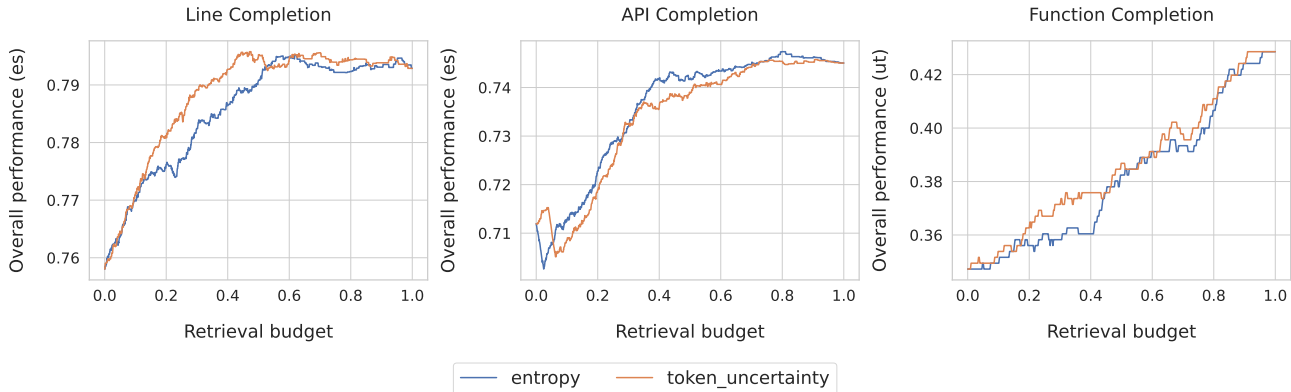 Line Completion
API Completion
Function Completion
Overall performance (es)
0.79
0.78
0.77
0.76
0.0 0.2 0.4 0.6 0.8 1.0
Retrieval budget
Overall performance (es)
0.74
0.73
0.72
0.71
0.0 0.2 0.4 0.6 0.8 1.0
Retrieval budget
Overall performance (ut)
0.42
0.40
0.38
0.36
0.0 0.2 0.4 0.6 0.8 1.0
Retrieval budget
entropy token_uncertainty